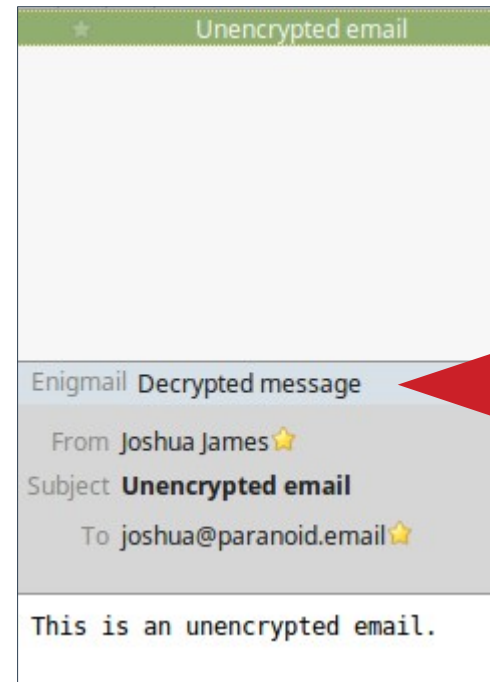 Unencrypted email
Enigmail Decrypted message
From Joshua James
Subject Unencrypted email
To joshua@paranoid.email
This is an unencrypted email.